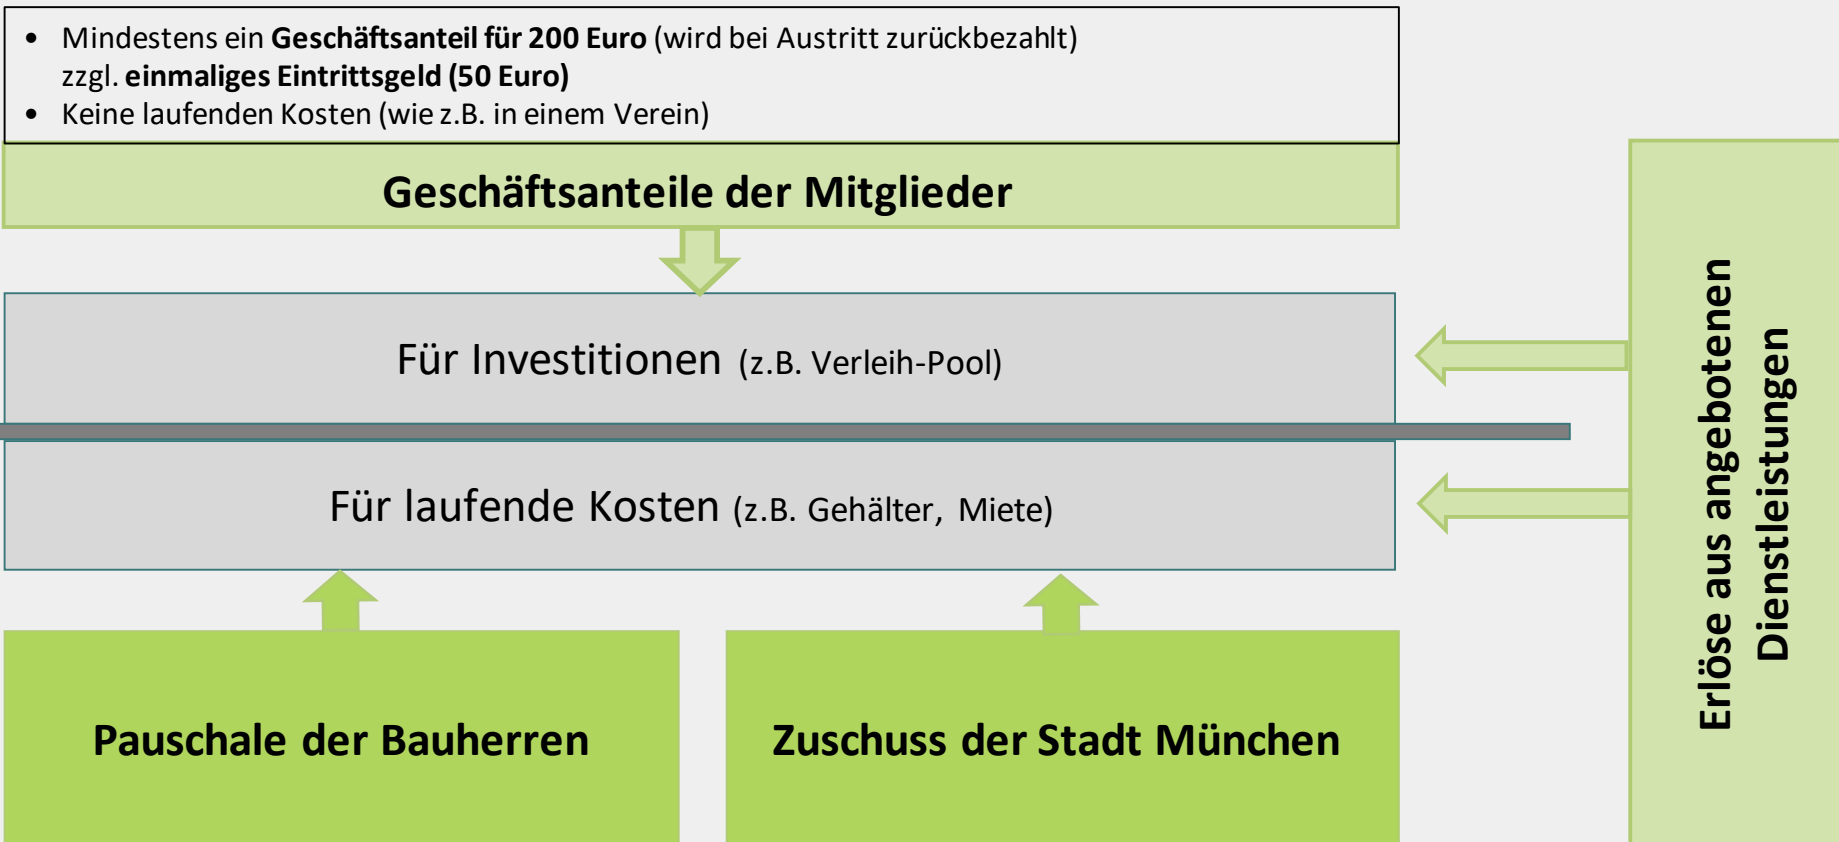 • Mindestens ein Geschäftsanteil für 200 Euro (wird bei Austritt zurückbezahlt)
zzgl. einmaliges Eintrittsgeld (50 Euro)
• Keine laufenden Kosten (wie z.B. in einem Verein)
Geschäftsanteile der Mitglieder
Für Investitionen (z.B. Verleih-Pool)
Für laufende Kosten (z.B. Gehälter, Miete)
Pauschale der Bauherren
Zuschuss der Stadt München
Erlöse aus angebotenen
Dienstleistungen